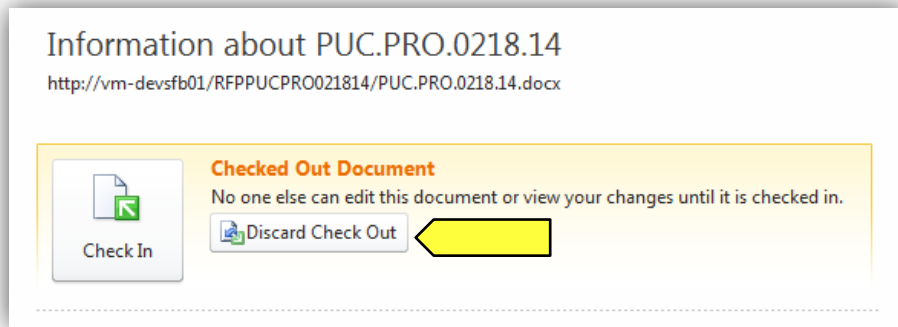 Information about PUC.PRO.0218.14
http://vm-devsfb01/RFPPUCPRO021814/PUC.PRO.0218.14.docx
Checked Out Document
No one else can edit this document or view your changes until it is checked in.
Discard Check Out
Check In